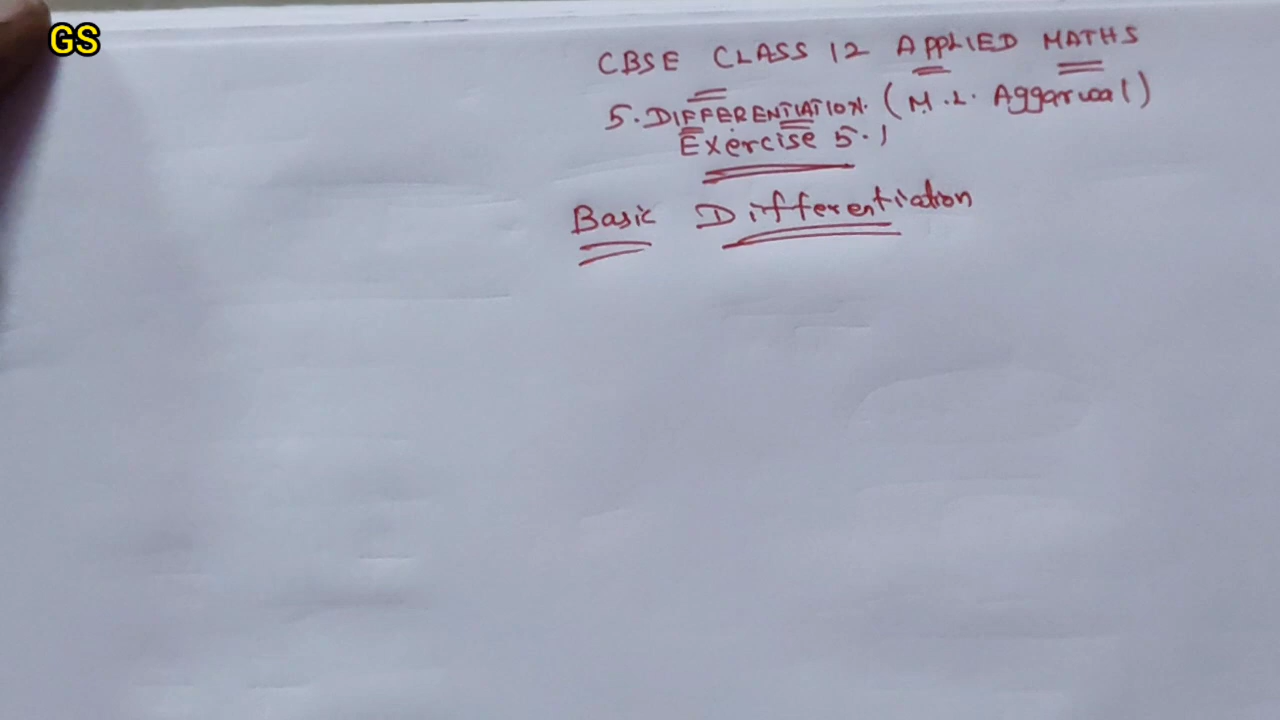 GS
CBSE CLASS 12 APPLIED MATHS
5. DIFFERENTIATION. (M.L. Aggarwal)
Exercise 5.1
Basic Differentiation